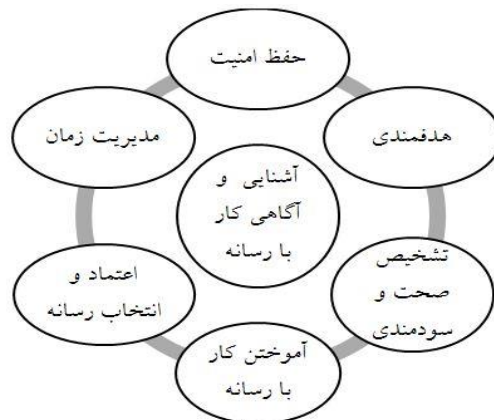 حفظ امنیت
هدفمندی
تشخیص
صحت و
سودمندی
آموختن کار
با رسانه
اعتماد و
انتخاب رسانه
مدیریت زمان
آشنایی و
آگاهی کار
با رسانه